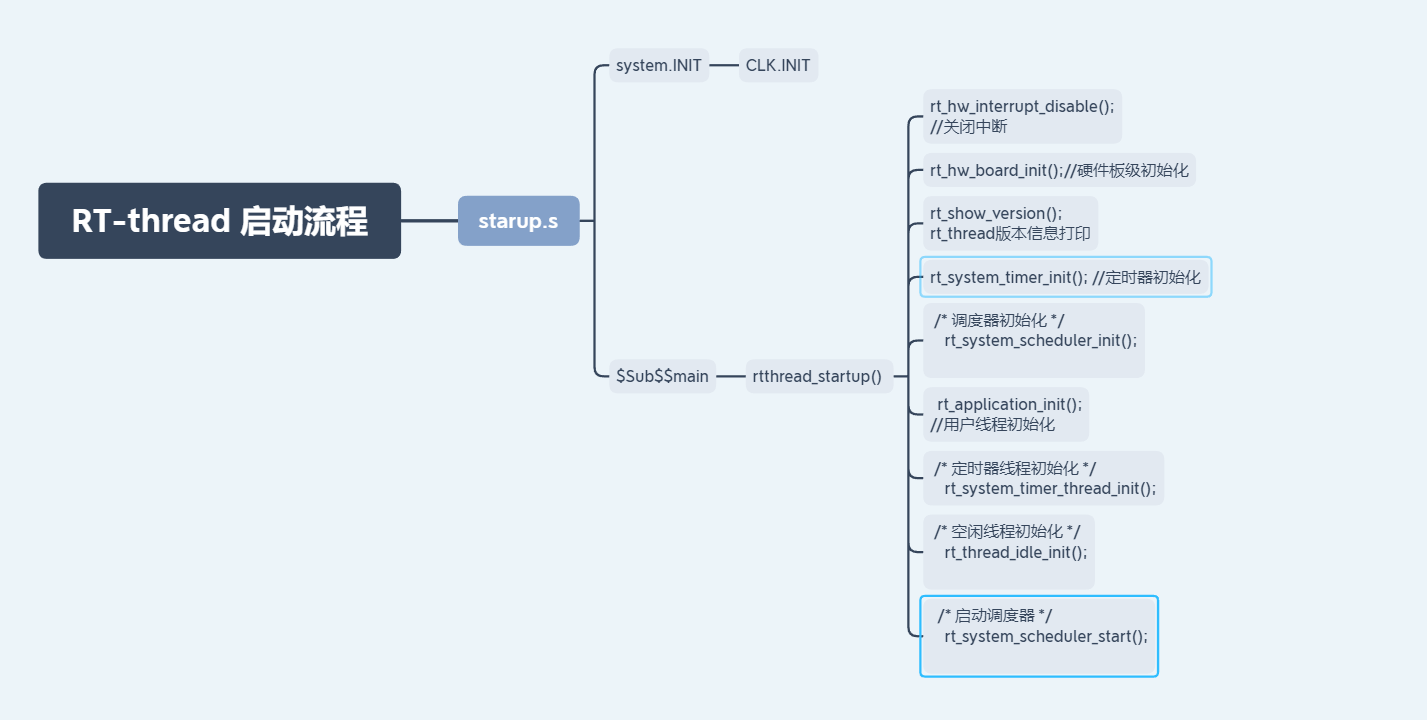 RT-thread 启动流程
starup.s
system.INIT
CLK.INIT
$Sub$$main
rtthread_startup()
rt_hw_interrupt_disable();
//关闭中断
rt_hw_board_init();//硬件板级初始化
rt_show_version();
rt_thread版本信息打印
rt_system_timer_init(); //定时器初始化
/* 调度器初始化 */
rt_system_scheduler_init();
rt_application_init();
//用户线程初始化
/* 定时器线程初始化 */
rt_system_timer_thread_init();
/* 空闲线程初始化 */
rt_thread_idle_init();
/* 启动调度器 */
rt_system_scheduler_start();